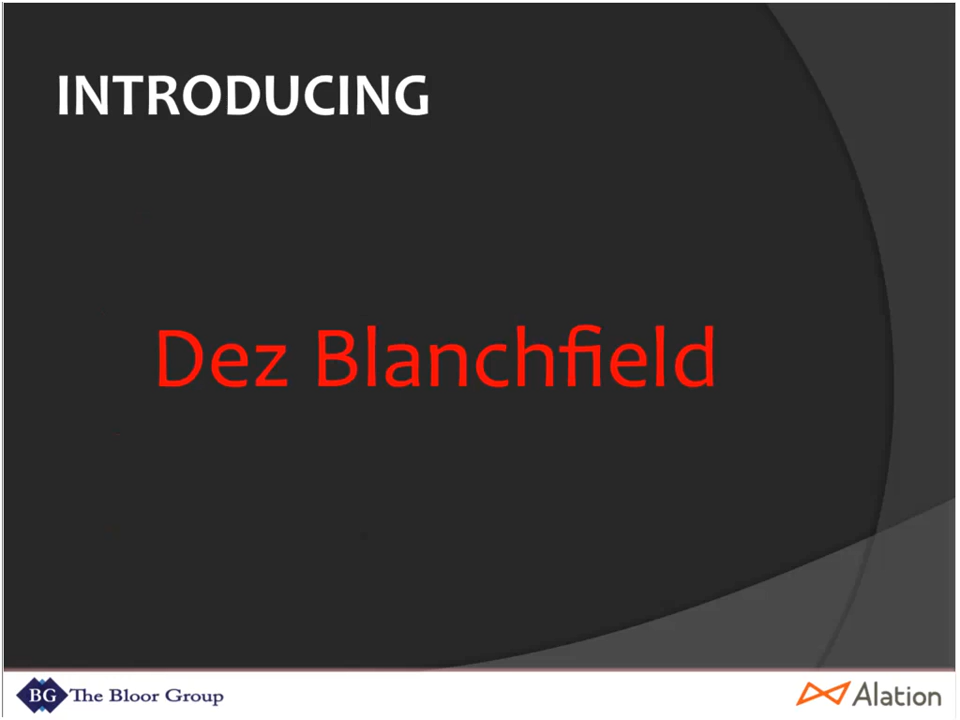 INTRODUCING
Dez Blanchfield
BG The Bloor Group
Alation